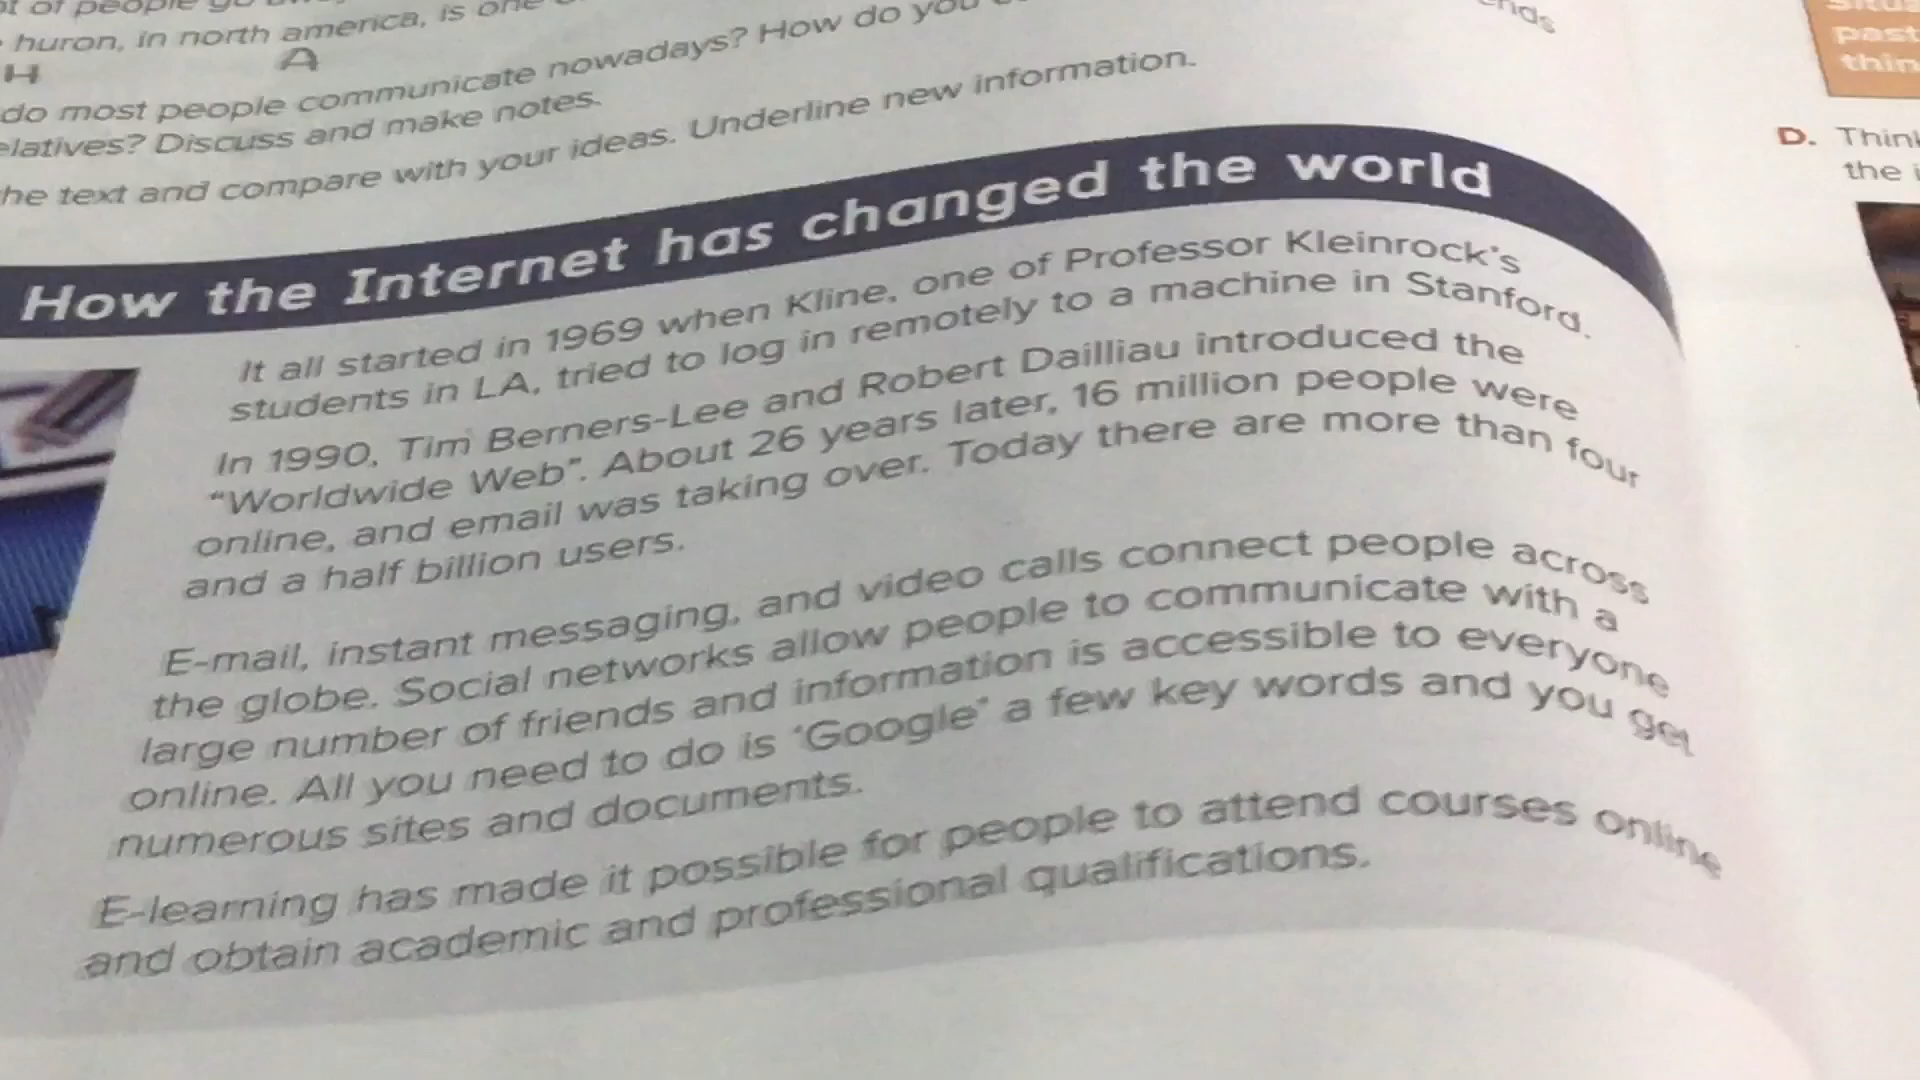 of people go
huron, in north america, is one
H A
do most people communicate nowadays? How do you
elatives? Discuss and make notes.
he text and compare with your ideas. Underline new information.
How the Internet has changed the world
It all started in 1969 when Kline, one of Professor Kleinrock's
students in LA, tried to log in remotely to a machine in Stanford.
In 1990, Tim Berners-Lee and Robert Dailliau introduced the
"Worldwide Web". About 26 years later, 16 million people were
online, and email was taking over. Today there are more than four
and a half billion users.
E-mail, instant messaging, and video calls connect people across
the globe. Social networks allow people to communicate with a
large number of friends and information is accessible to everyone
online. All you need to do is 'Google' a few key words and you get
numerous sites and documents.
E-learning has made it possible for people to attend courses online
and obtain academic and professional qualifications.
past
thin
D. Think
the i